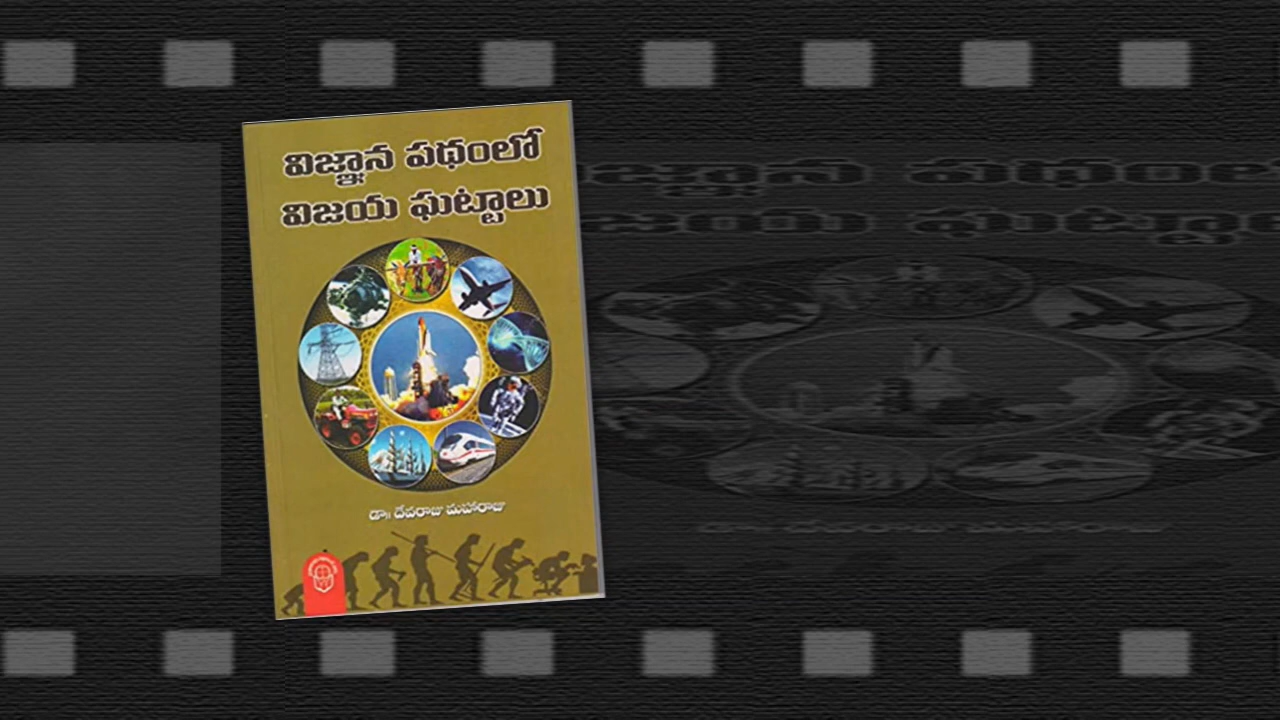 విజ్ఞాన పథంలో
విజయ ఘట్టాలు
డా॥ దేవరాజు మహారాజు